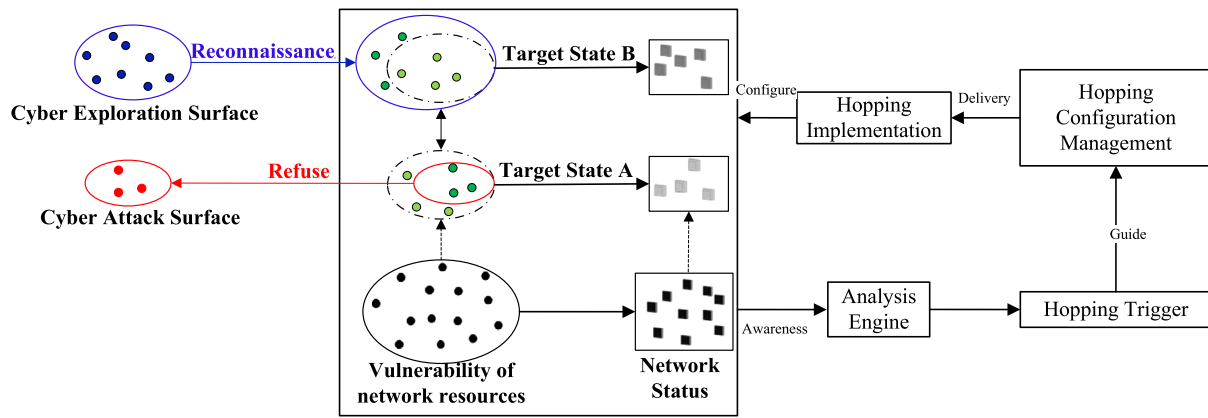 Reconnaissance
Cyber Exploration Surface
Target State B
Refuse
Cyber Attack Surface
Target State A
Vulnerability of
network resources
Network
Status
Configure
Hopping
Implementation
Delivery
Hopping
Configuration
Management
Guide
Awareness
Analysis
Engine
Hopping Trigger